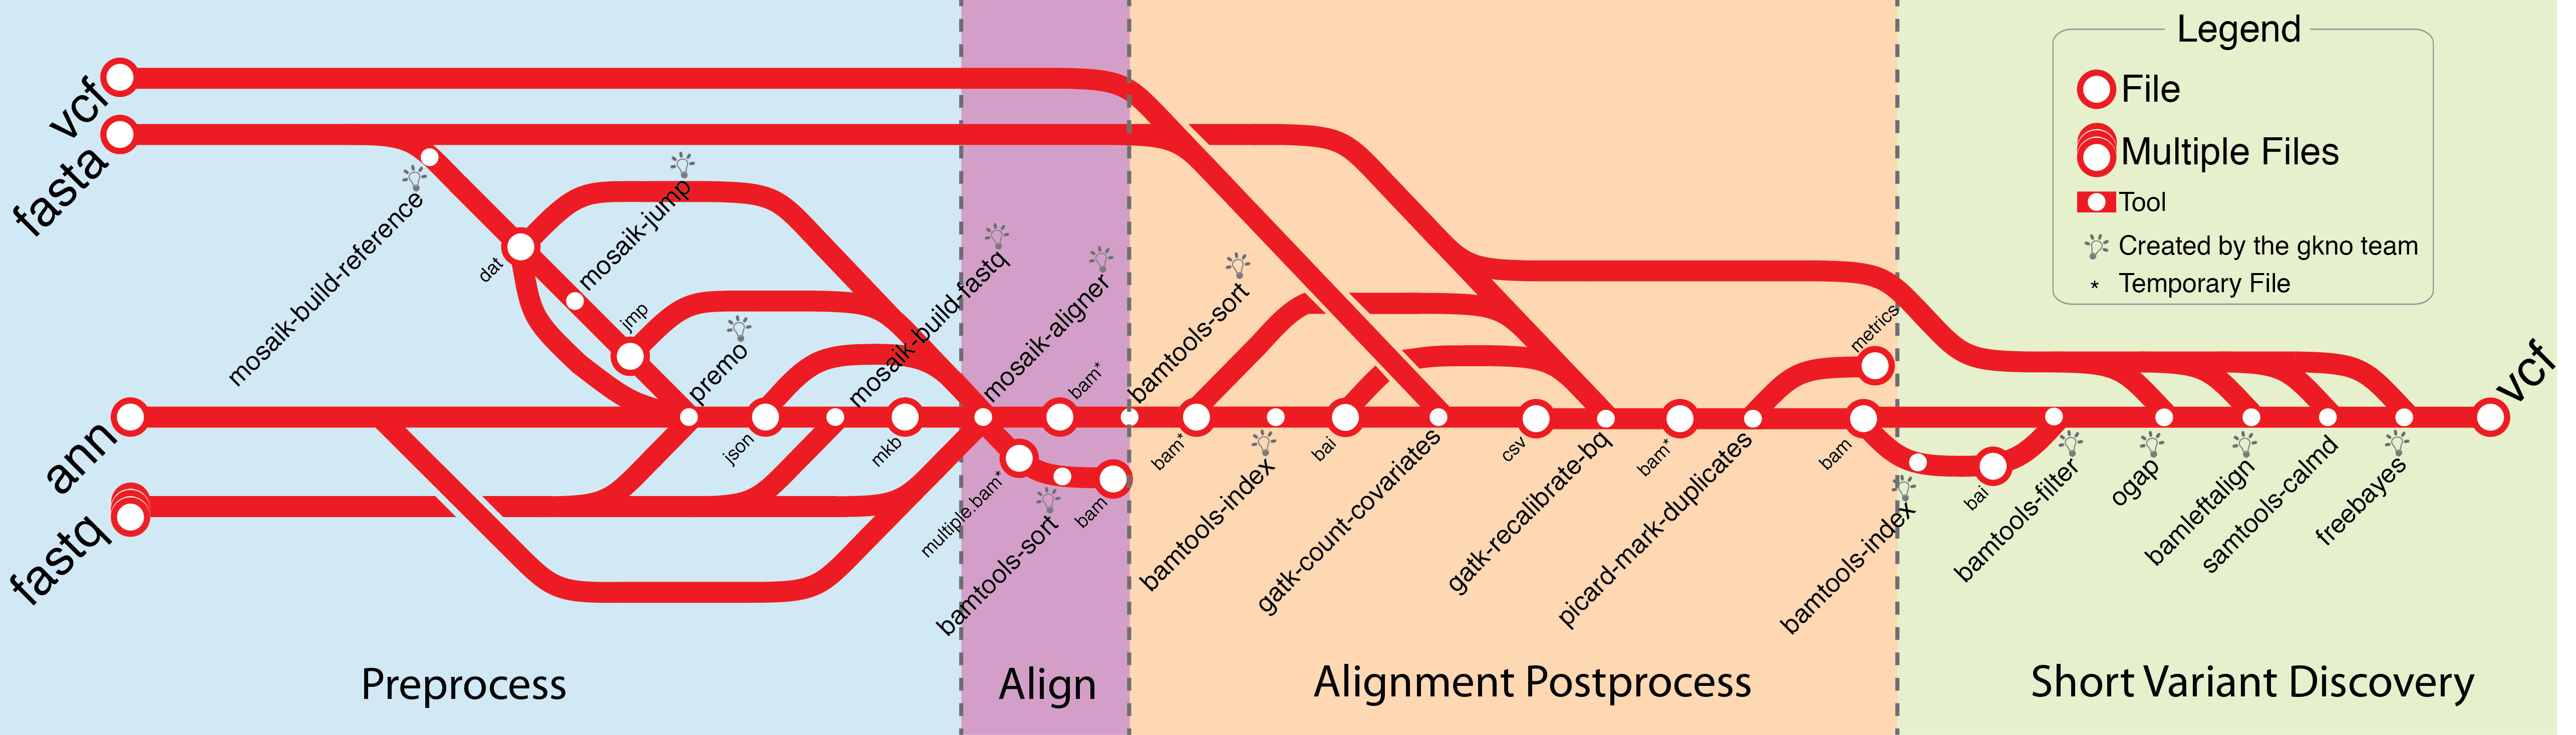 vcf
fasta
ann
fastq
mosaik-build-reference
dat
mosaik-jump
jmp
premo
json
mosaik-build-fastq
mkb
mosaik-aligner
multiple.bam*
bam*
bamtools-sort
bam
bamtools-sort
bam*
bamtools-index
bai
gatk-count-covariates
csv
gatk-recalibrate-bq
bam*
picard-mark-duplicates
metrics
bam
bamtools-index
bai
bamtools-filter
ogap
bamleftalign
samtools-calmd
freebayes
vcf
Legend
File
Multiple Files
Tool
Created by the gkno team
* Temporary File
Preprocess
Align
Alignment Postprocess
Short Variant Discovery